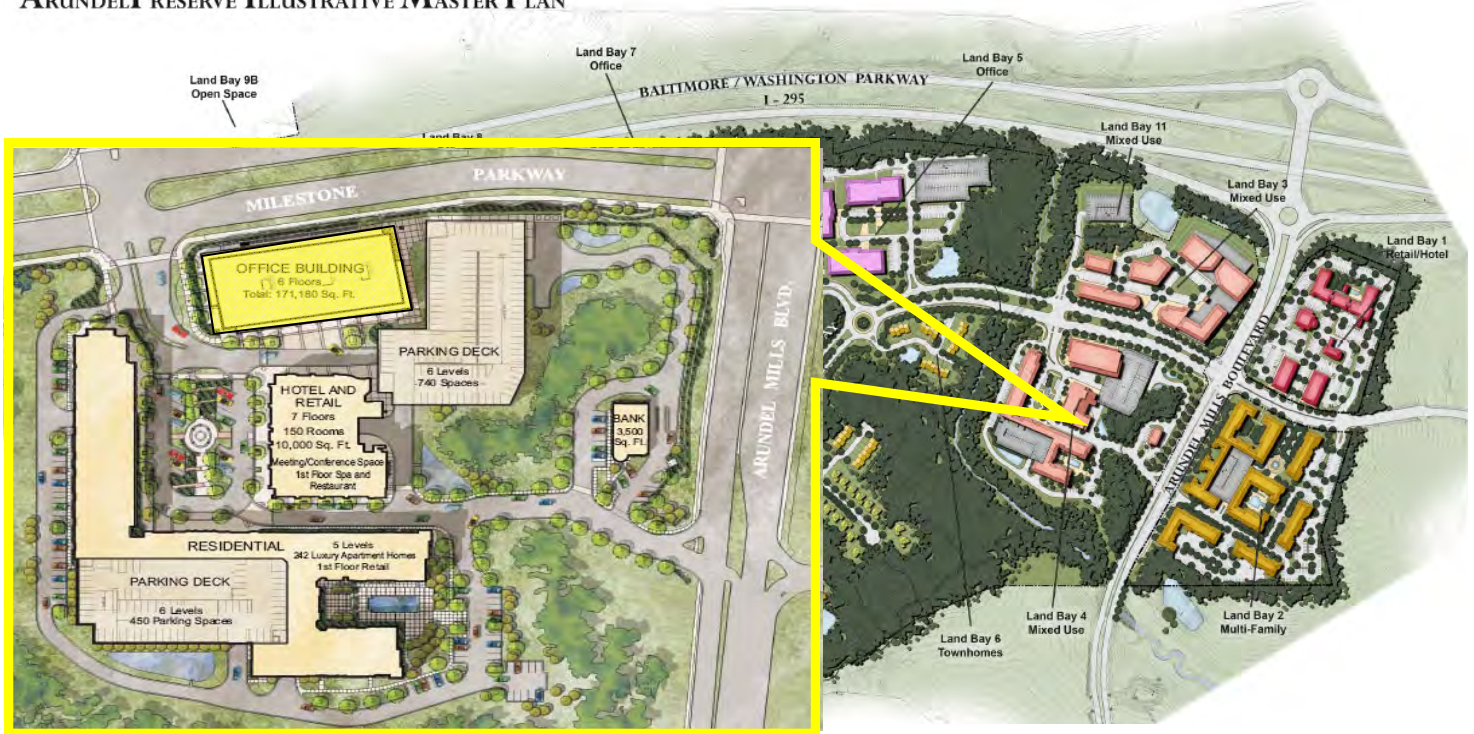 ARUNDEL PRESERVE ILLUSTRATIVE MASTER PLAN
Land Bay 9B
Open Space
Land Bay 7
Office
Land Bay 5
Office
BALTIMORE / WASHINGTON PARKWAY
I - 295
Land Bay 8
Land Bay 11
Mixed Use
Land Bay 3
Mixed Use
Land Bay 1
Retail/Hotel
MILESTONE PARKWAY
OFFICE BUILDING
6 Floors
Total: 171,180 Sq. Ft.
PARKING DECK
6 Levels
740 Spaces
HOTEL AND
RETAIL
7 Floors
150 Rooms
10,000 Sq. Ft.
Meeting/Conference Space
1st Floor Spa and
Restaurant
BANK
3,500
Sq. Ft.
ARUNDEL MILLS BLVD.
RESIDENTIAL
5 Levels
242 Luxury Apartment Homes
1st Floor Retail
PARKING DECK
6 Levels
450 Parking Spaces
ARUNDEL MILLS BOULEVARD
Land Bay 6
Townhomes
Land Bay 4
Mixed Use
Land Bay 2
Multi-Family